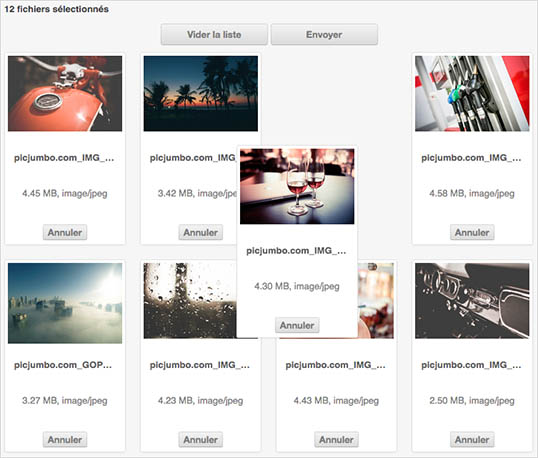 12 fichiers sélectionnés
Vider la liste
Envoyer
picjumbo.com_IMG_...
4.45 MB, image/jpeg
Annuler
picjumbo.com_IMG_
3.42 MB, image/j
Annuler
picjumbo.com_IMG_...
4.30 MB, image/jpeg
Annuler
picjumbo.com_IMG_...
4.58 MB, image/jpeg
Annuler
picjumbo.com_GOP...
3.27 MB, image/jpeg
Annuler
picjumbo.com_IMG_...
4.23 MB, image/jpeg
Annuler
picjumbo.com_IMG_...
4.43 MB, image/jpeg
Annuler
picjumbo.com_IMG_...
2.50 MB, image/jpeg
Annuler